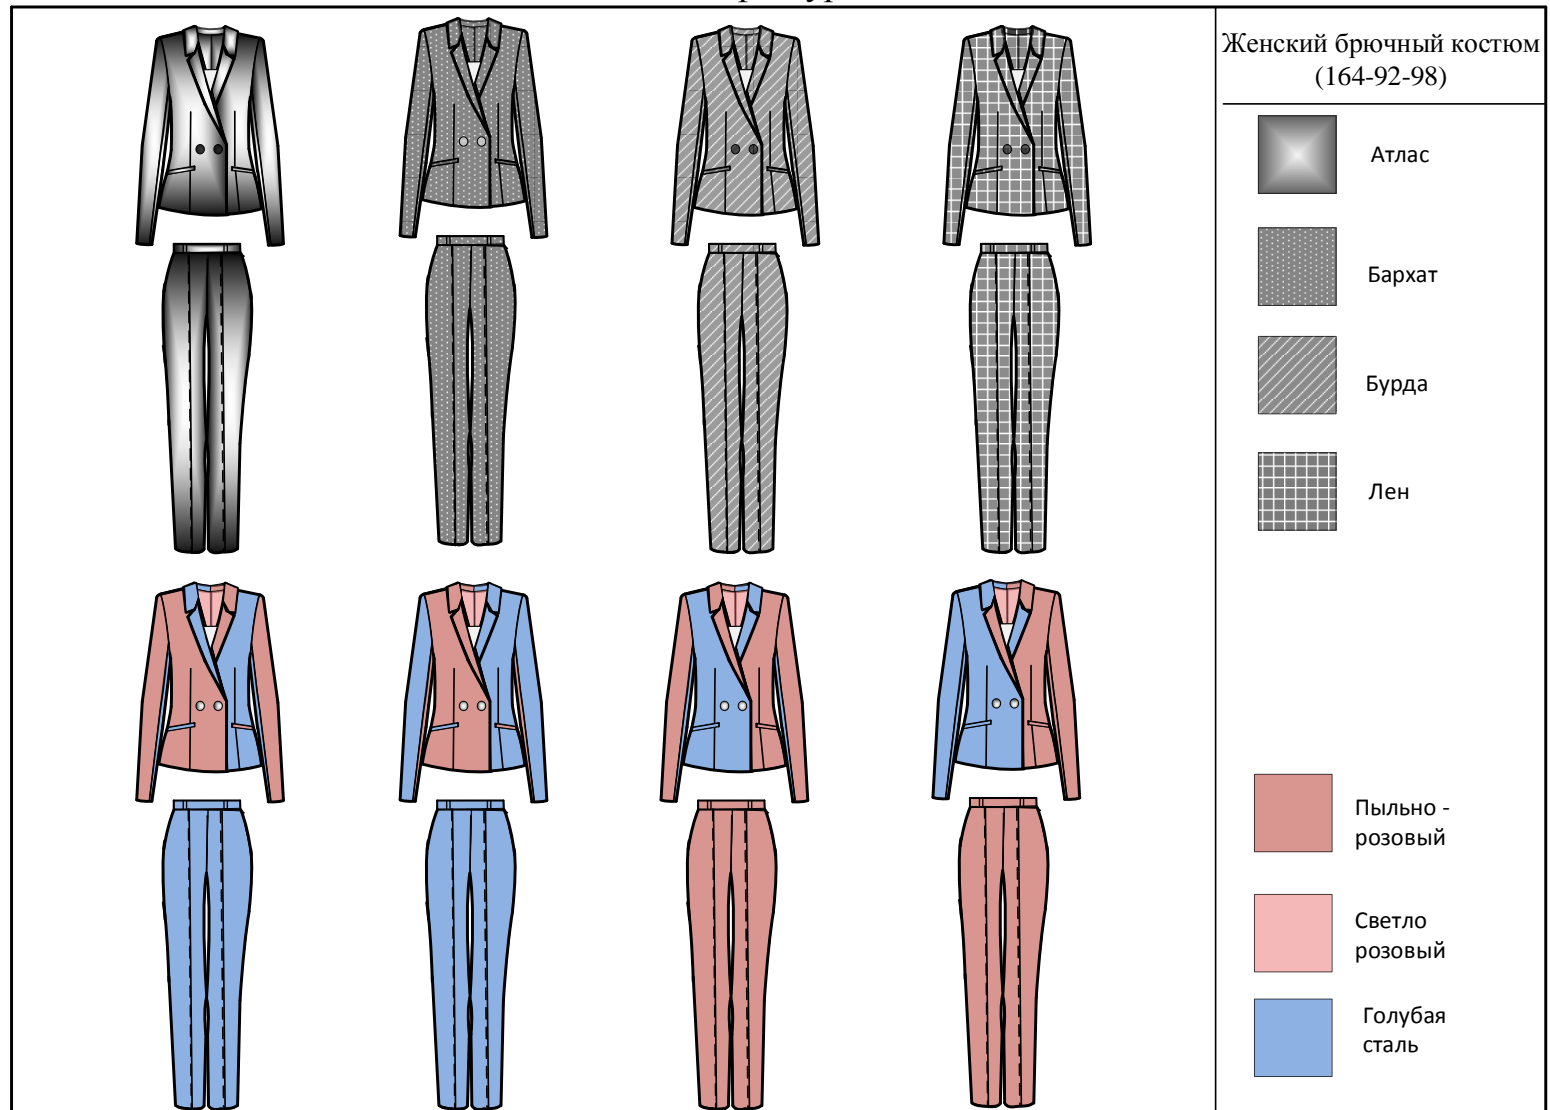 Женский брючный костюм
(164-92-98)
Атлас
Бархат
Бурда
Лен
Пыльно -
розовый
Светло
розовый
Голубая
сталь